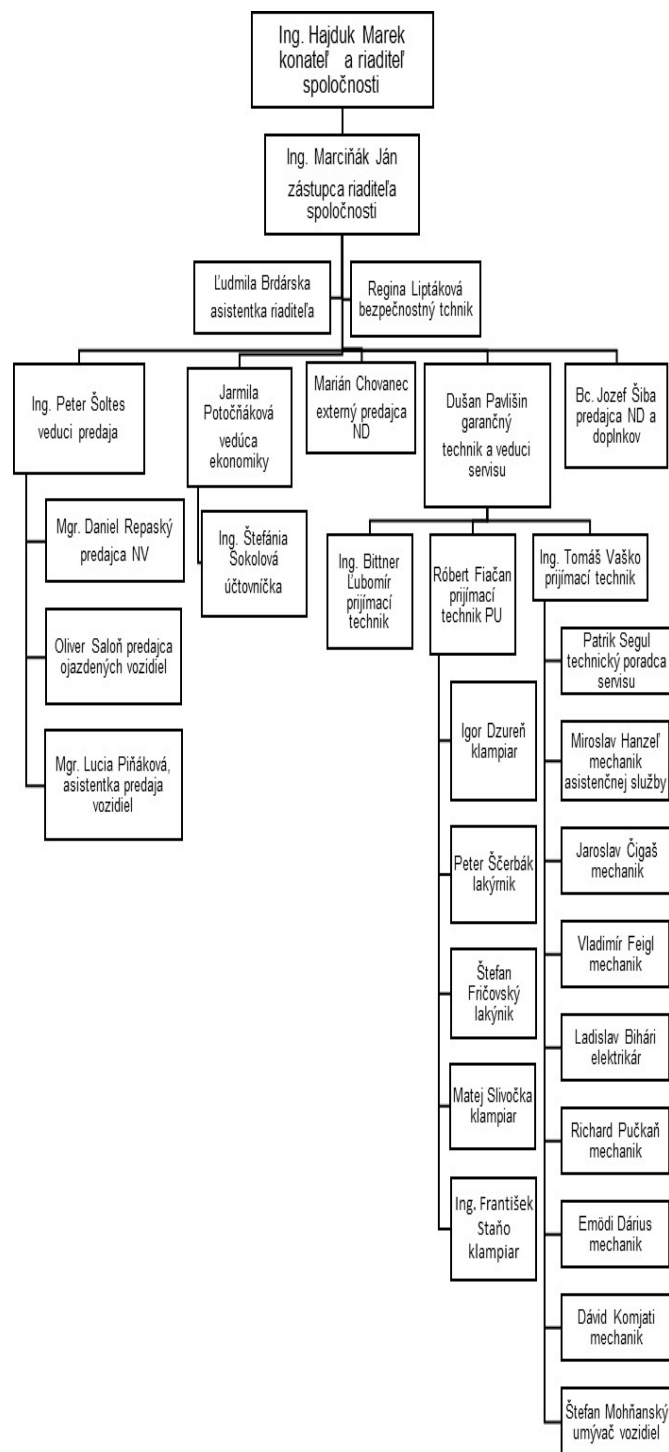 Ing. Hajduk Marek
konateľ a riaditeľ
spoločnosti
Ing. Marciňák Ján
zástupca riaditeľa
spoločnosti
Ľudmila Brdárska
asistentka riaditeľa
Regina Liptáková
bezpečnostný tchnik
Ing. Peter Šoltes
veduci predaja
Jarmila
Potočňáková
vedúca
ekonomiky
Marián Chovanec
externý predajca
ND
Dušan Pavlišin
garančný
technik a veduci
servisu
Bc. Jozef Šiba
predajca ND a
doplnkov
Mgr. Daniel Repaský
predajca NV
Oliver Saloň predajca
ojazdených vozidiel
Mgr. Lucia Piňáková,
asistentka predaja
vozidiel
Ing. Štefánia
Sokolová
účtovníčka
Ing. Bittner
Ľubomír
prijímací
technik
Róbert Fiačan
prijímací
technik PU
Ing. Tomáš Vaško
prijímací technik
Igor Dzureň
klampiar
Peter Ščerbák
lakýrnik
Štefan
Fričovský
lakýnik
Matej Slivočka
klampiar
Ing. František
Staňo
klampiar
Patrik Segul
technický poradca
servisu
Miroslav Hanzeľ
mechanik
asistenčnej služby
Jaroslav Čigaš
mechanik
Vladimír Feigl
mechanik
Ladislav Bihári
elektrikár
Richard Pučkaň
mechanik
Emödi Dárius
mechanik
Dávid Komjati
mechanik
Štefan Mohňanský
umývač vozidiel